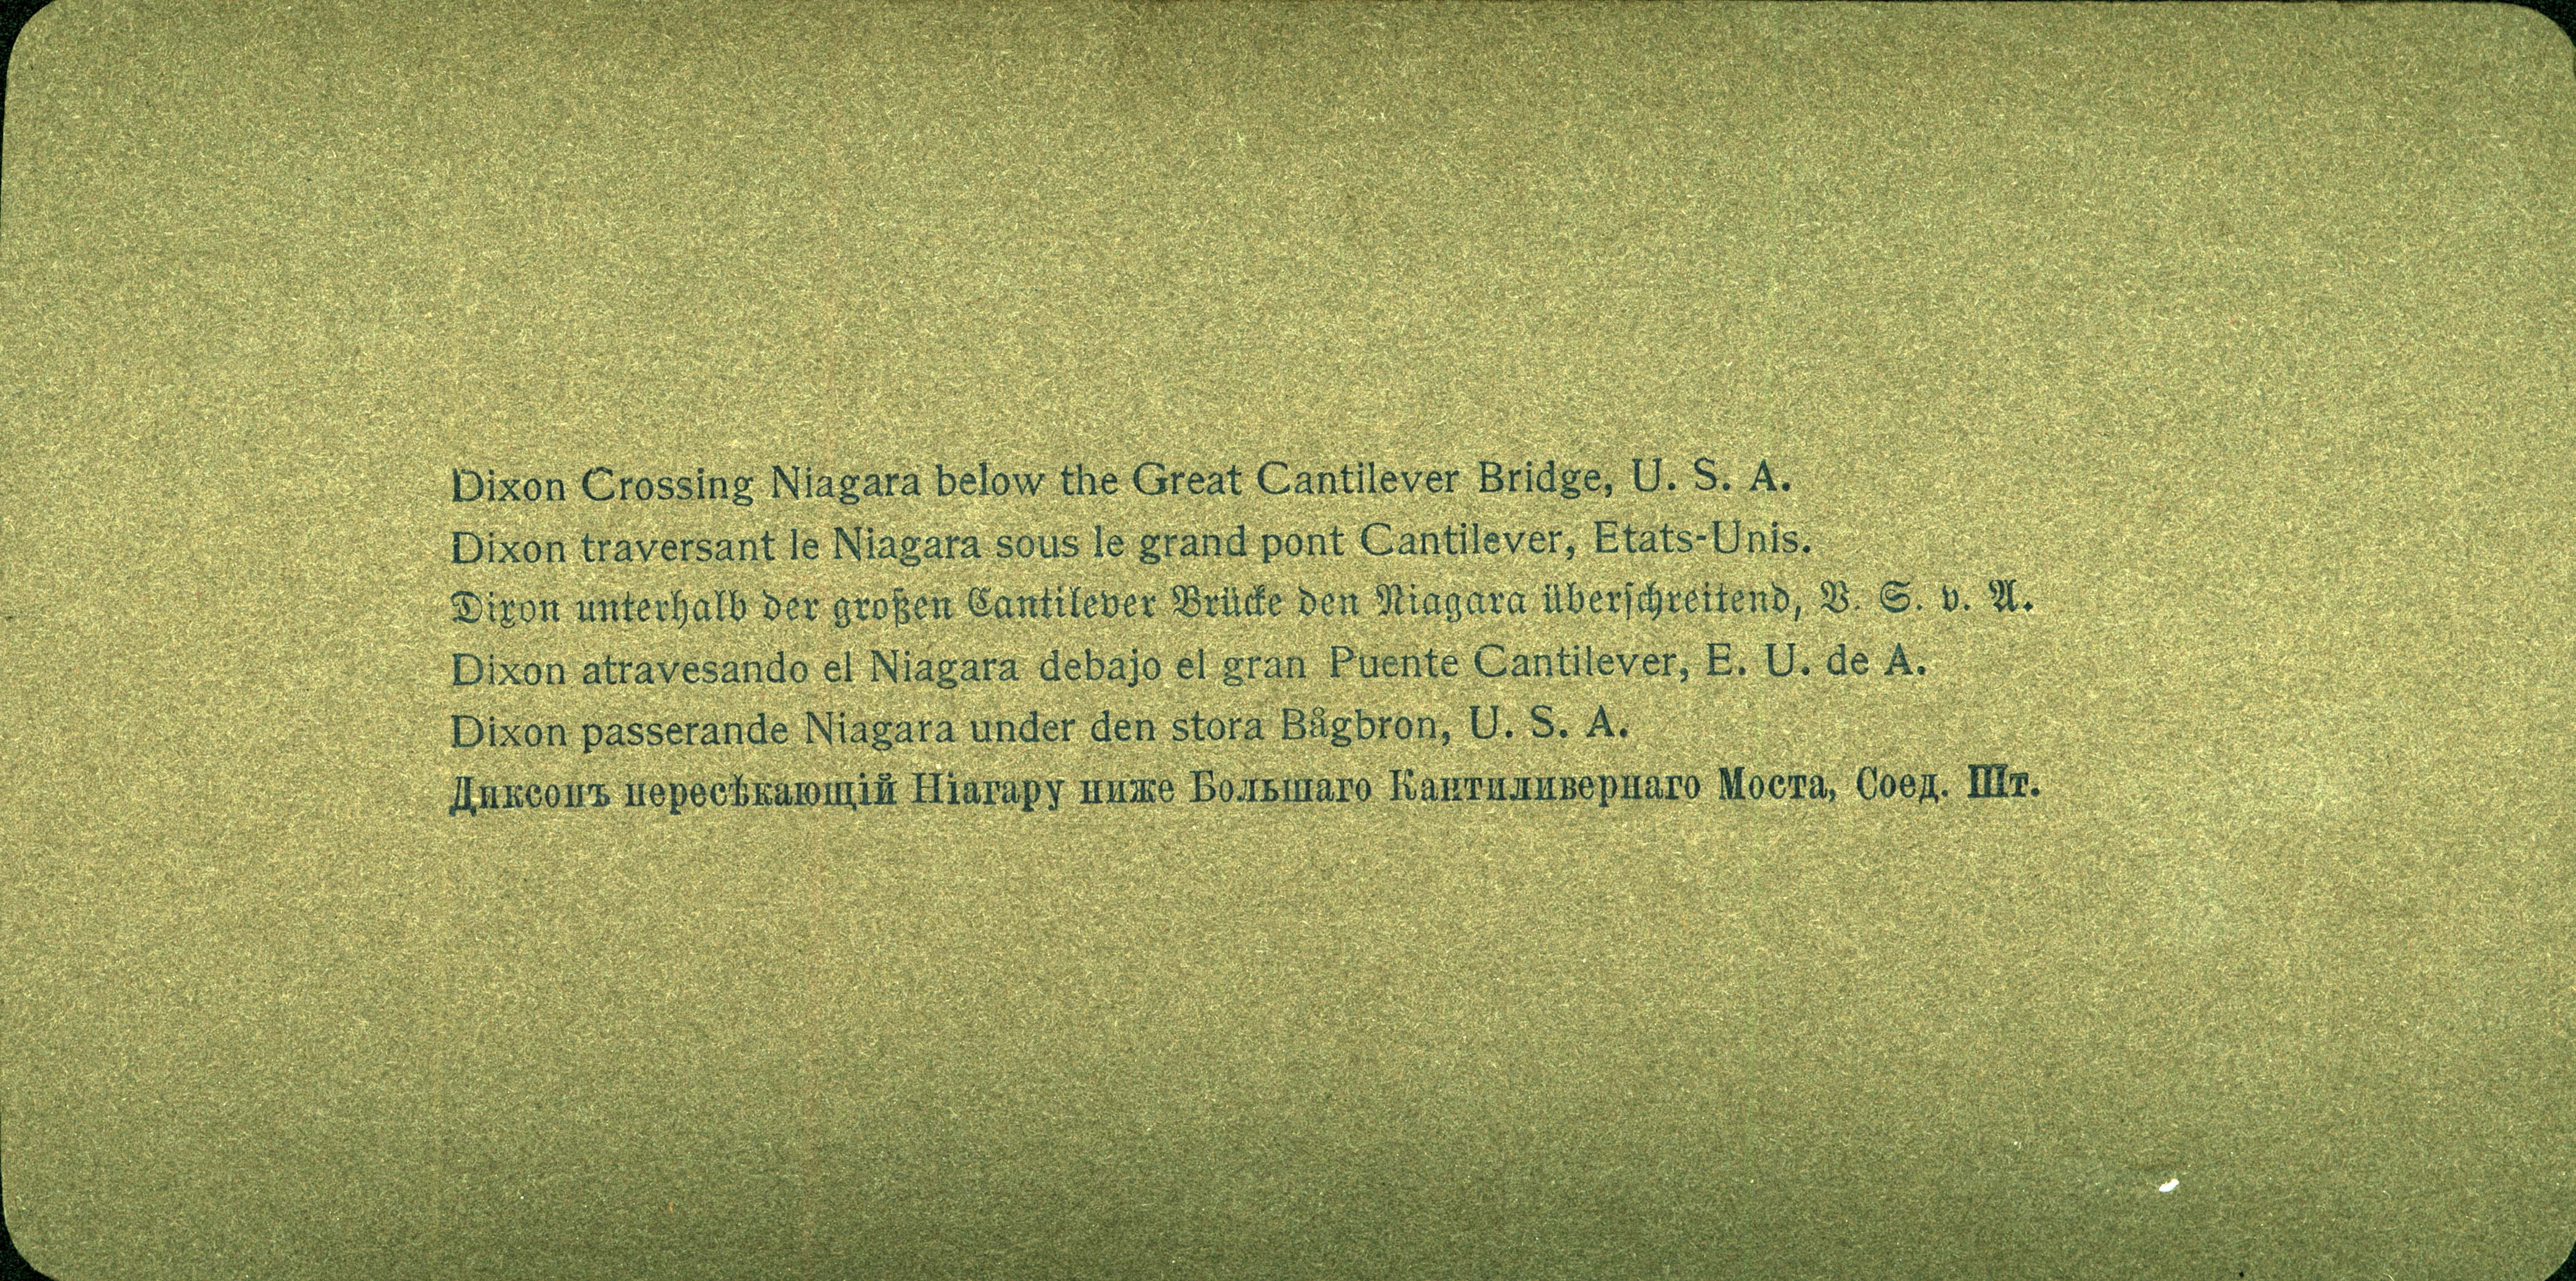 Dixon Crossing Niagara below the Great Cantilever Bridge, U. S. A.
Dixon traversant le Niagara sous le grand pont Cantilever, Etats-Unis.
Dixon unterhalb der großen Cantilever Brücke den Niagara überschreitend, V. S. v. A.
Dixon atravesando el Niagara debajo el gran Puente Cantilever, E. U. de A.
Dixon passerande Niagara under den stora Bågbron, U. S. A.
Диксонъ пересѣкающій Ніагару ниже Большаго Кантиливернаго Моста, Соед. Шт.